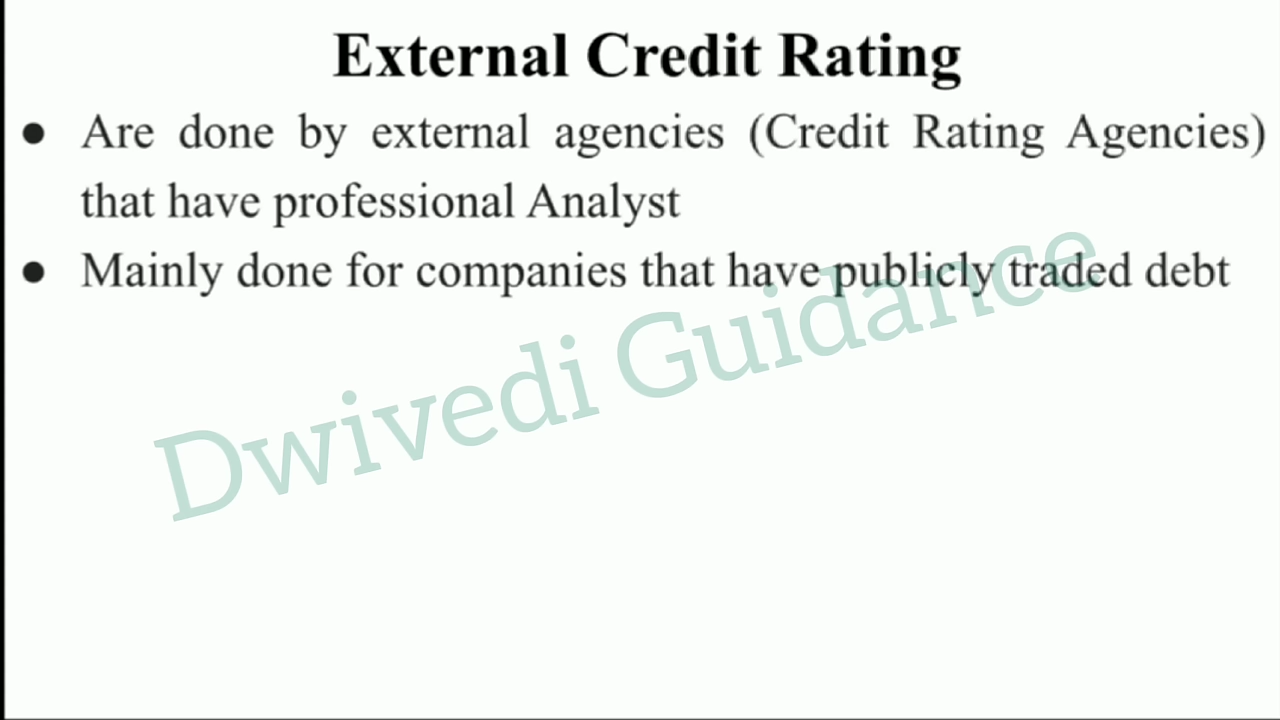 External Credit Rating
● Are done by external agencies (Credit Rating Agencies)
that have professional Analyst
● Mainly done for companies that have publicly traded debt
Dwivedi Guidance